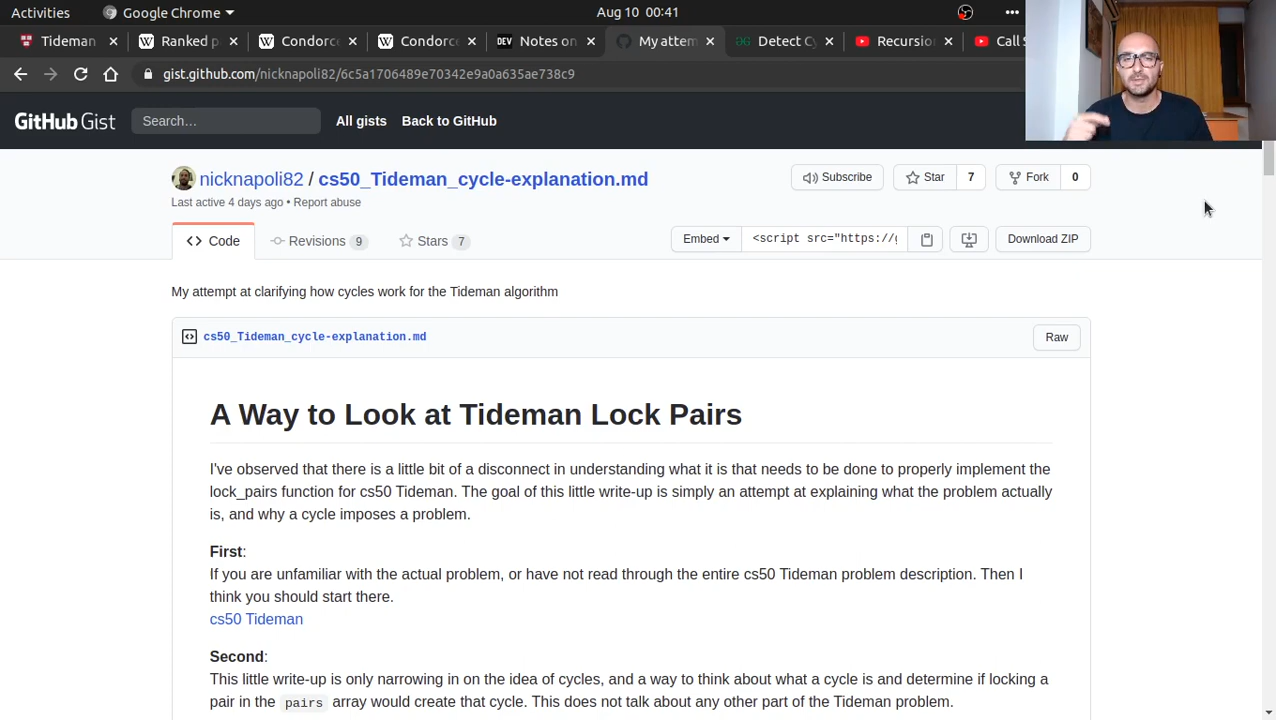 Activities
Google Chrome
Aug 10 00:41
Tideman
Ranked p
Condorc
Condorc
DEV
Notes on
My attem
Detect Cy
Recursion
Call S
gist.github.com/nicknapoli82/6c5a1706489e70342e9a0a635ae738c9
GitHub Gist
Search…
All gists
Back to GitHub
nicknapoli82 / cs50_Tideman_cycle-explanation.md
Last active 4 days ago • Report abuse
Subscribe
Star 7
Fork 0
Code
Revisions 9
Stars 7
Embed
<script src="https://g
Download ZIP
My attempt at clarifying how cycles work for the Tideman algorithm
cs50_Tideman_cycle-explanation.md
Raw
A Way to Look at Tideman Lock Pairs
I've observed that there is a little bit of a disconnect in understanding what it is that needs to be done to properly implement the
lock_pairs function for cs50 Tideman. The goal of this little write-up is simply an attempt at explaining what the problem actually
is, and why a cycle imposes a problem.
First:
If you are unfamiliar with the actual problem, or have not read through the entire cs50 Tideman problem description. Then I
think you should start there.
cs50 Tideman
Second:
This little write-up is only narrowing in on the idea of cycles, and a way to think about what a cycle is and determine if locking a
pair in the pairs array would create that cycle. This does not talk about any other part of the Tideman problem.